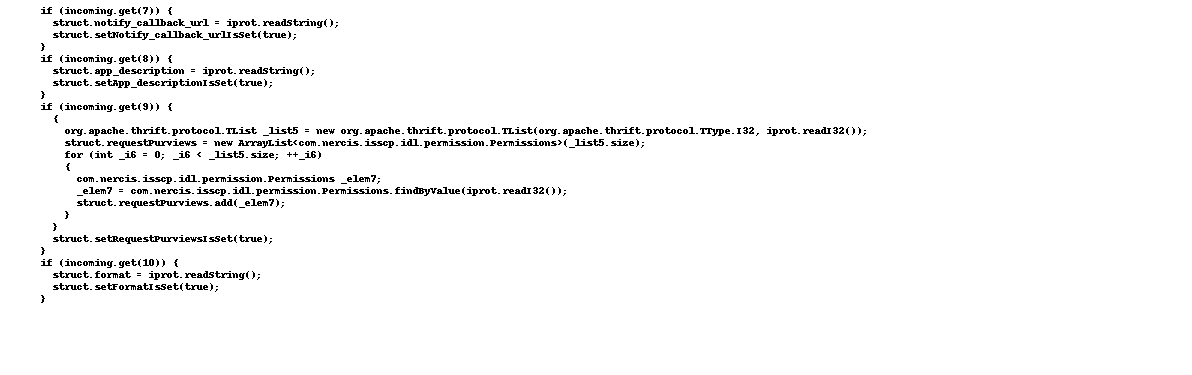 if (incoming.get(7)) {
struct.notify_callback_url = iprot.readString();
struct.setNotify_callback_urlIsSet(true);
}
if (incoming.get(8)) {
struct.app_description = iprot.readString();
struct.setApp_descriptionIsSet(true);
}
if (incoming.get(9)) {
{
org.apache.thrift.protocol.TList _list5 = new org.apache.thrift.protocol.TList(org.apache.thrift.protocol.TType.I32, iprot.readI32());
struct.requestPurviews = new ArrayList<com.nercis.isscp.idl.permission.Permissions>(_list5.size);
for (int _i6 = 0; _i6 < _list5.size; ++_i6)
{
com.nercis.isscp.idl.permission.Permissions _elem7;
_elem7 = com.nercis.isscp.idl.permission.Permissions.findByValue(iprot.readI32());
struct.requestPurviews.add(_elem7);
}
}
struct.setRequestPurviewsIsSet(true);
}
if (incoming.get(10)) {
struct.format = iprot.readString();
struct.setFormatIsSet(true);
}